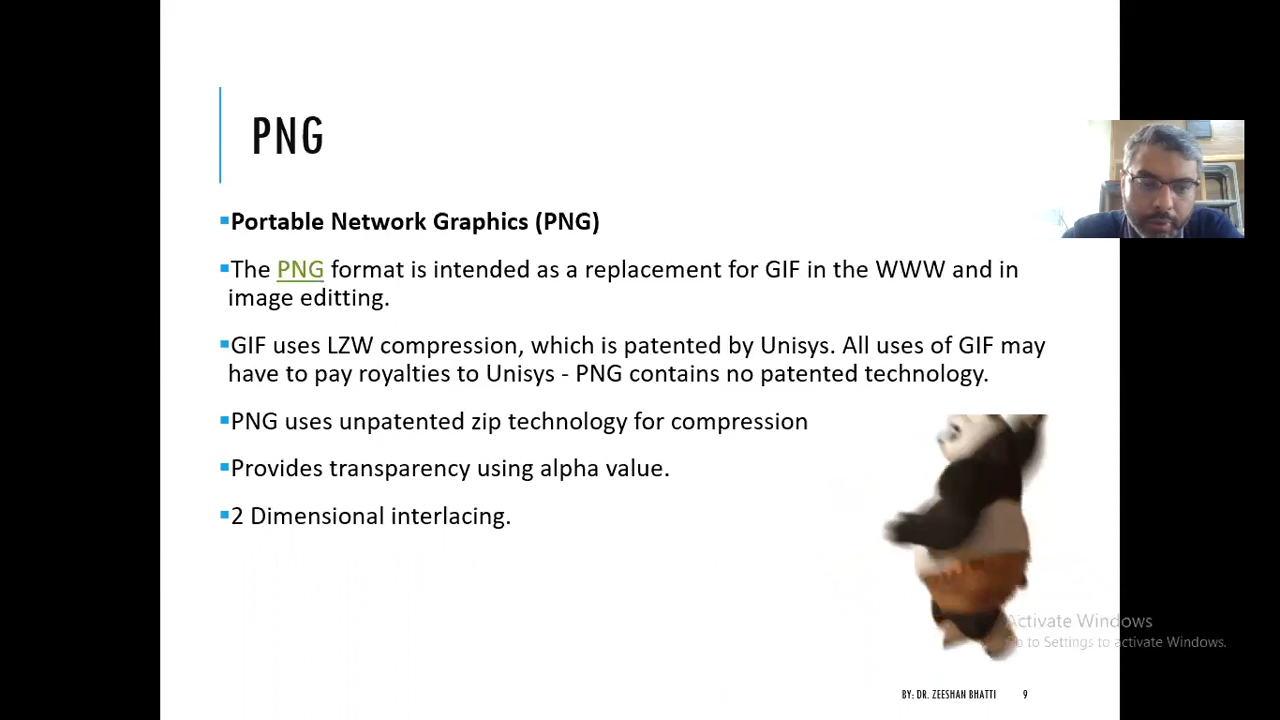 PNG
▪Portable Network Graphics (PNG)
▪The PNG format is intended as a replacement for GIF in the WWW and in
image editting.
▪GIF uses LZW compression, which is patented by Unisys. All uses of GIF may
have to pay royalties to Unisys - PNG contains no patented technology.
▪PNG uses unpatented zip technology for compression
▪Provides transparency using alpha value.
▪2 Dimensional interlacing.
Activate Windows
Go to Settings to activate Windows.
BY: DR. ZEESHAN BHATTI 9